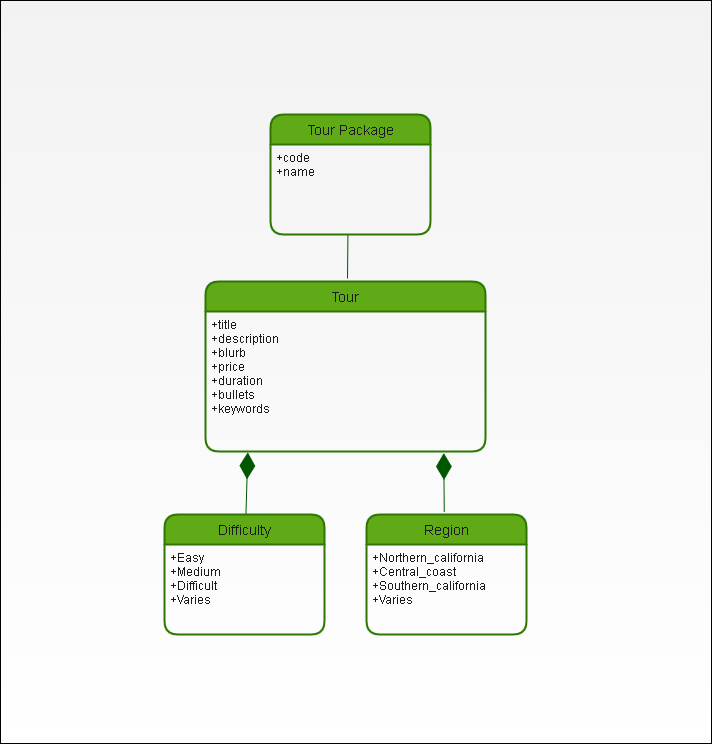 Tour Package
+code
+name
Tour
+title
+description
+blurb
+price
+duration
+bullets
+keywords
Difficulty
+Easy
+Medium
+Difficult
+Varies
Region
+Northern_california
+Central_coast
+Southern_california
+Varies